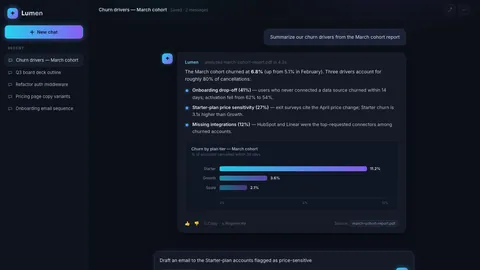 Lumen
+ New chat
RECENT
Churn drivers — March cohort
Q3 board deck outline
Refactor auth middleware
Pricing page copy variants
Onboarding email sequence
Churn drivers — March cohort
Summarize our churn drivers from the March cohort report
Lumen
The March cohort churned at 6.8% (up from 5.1% in February). Three drivers account for
roughly 80% of cancellations:
Onboarding drop-off (41%) — users who never connected a data source churned within 14
days; activation fell from 62% to 54%.
Starter-plan price sensitivity (27%) — exit surveys cite the April price change; Starter churn is
3.1x higher than Growth.
Missing integrations (12%) — HubSpot and Linear were the top-requested connectors among
churned accounts.
Churn by plan tier — March cohort
Starter
11.2%
Growth
3.6%
Scale
2.1%
Draft an email to the Starter-plan accounts flagged as price-sensitive